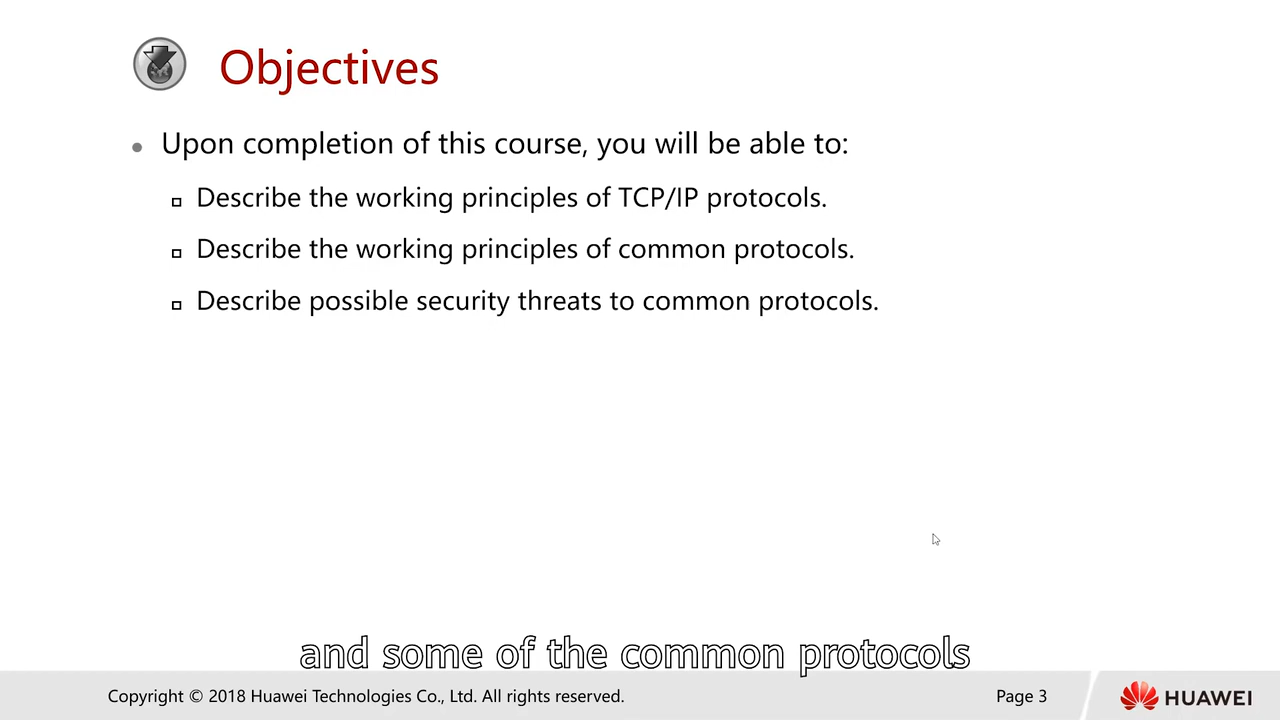 Objectives
Upon completion of this course, you will be able to:
Describe the working principles of TCP/IP protocols.
Describe the working principles of common protocols.
Describe possible security threats to common protocols.
and some of the common protocols
Copyright © 2018 Huawei Technologies Co., Ltd. All rights reserved.
Page 3
HUAWEI